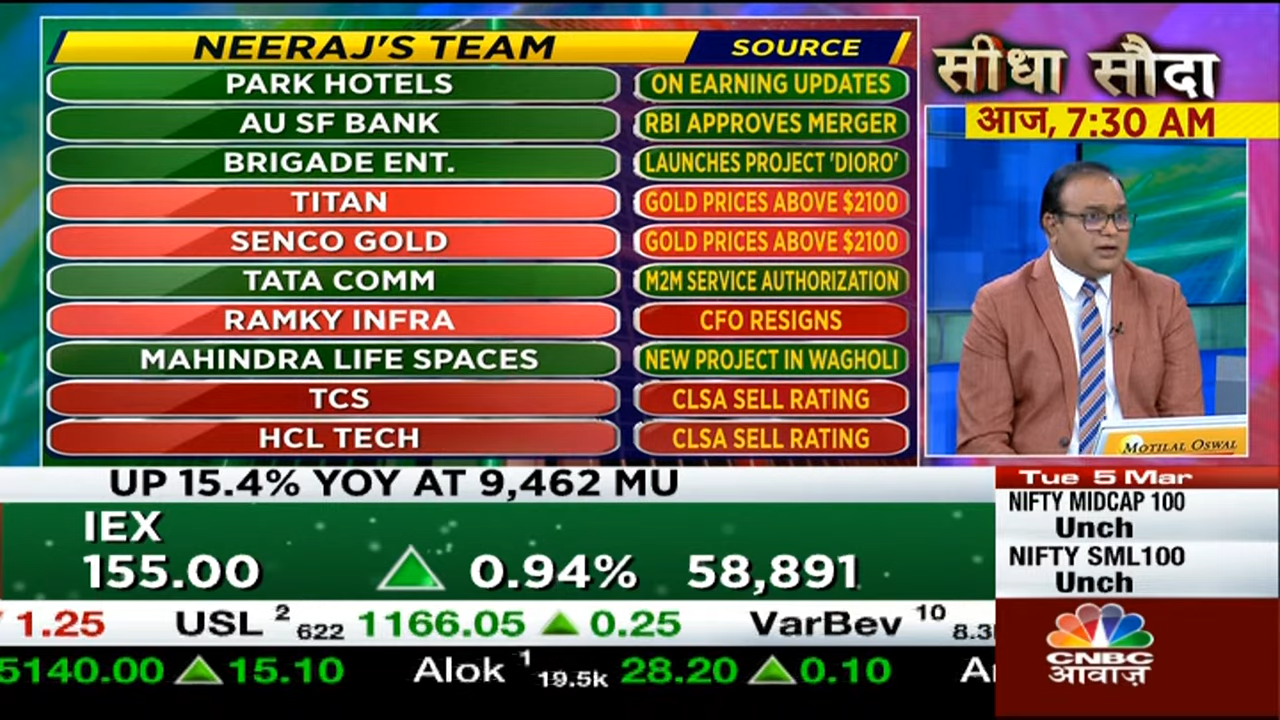 NEERAJ'S TEAM SOURCE
PARK HOTELS ON EARNING UPDATES
AU SF BANK RBI APPROVES MERGER
BRIGADE ENT. LAUNCHES PROJECT 'DIORO'
TITAN GOLD PRICES ABOVE $2100
SENCO GOLD GOLD PRICES ABOVE $2100
TATA COMM M2M SERVICE AUTHORIZATION
RAMKY INFRA CFO RESIGNS
MAHINDRA LIFE SPACES NEW PROJECT IN WAGHOLI
TCS CLSA SELL RATING
HCL TECH CLSA SELL RATING
सीधा सौदा
आज, 7:30 AM
MOTILAL OSWAL
UP 15.4% YOY AT 9,462 MU
IEX
155.00 0.94% 58,891
1.25 USL 2 622 1166.05 0.25 VarBev 10 8.3
5140.00 15.10 Alok 1 19.5k 28.20 0.10
Tue 5 Mar
NIFTY MIDCAP 100
Unch
NIFTY SML100
Unch
CNBC
आवाज़